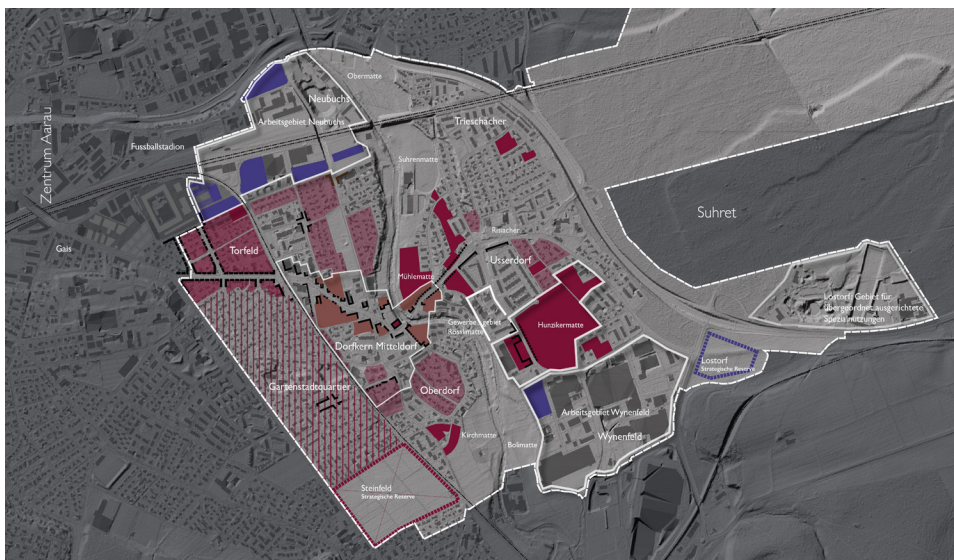 Obermatte
Neubuchs
Arbeitsgebiet Neubuchs
Trieschächer
Zentrum Aarau
Fussballstadion
Suhrenmatte
Suhret
Gais
Torfeld
Risiacher
Usserdorf
Mühlematte
Lostorf: Gebiet für
übergeordnet ausgerichtete
Spezialnutzungen
Hunzikermatte
Gewerbegebiet
Rösslimatte
Dorfkern Mitteldorf
Lostorf
Strategische Reserve
Gartenstadtquartier
Oberdorf
Arbeitsgebiet Wynenfeld
Wynenfeld
Kirchmatte
Bolimatte
Steinfeld
Strategische Reserve